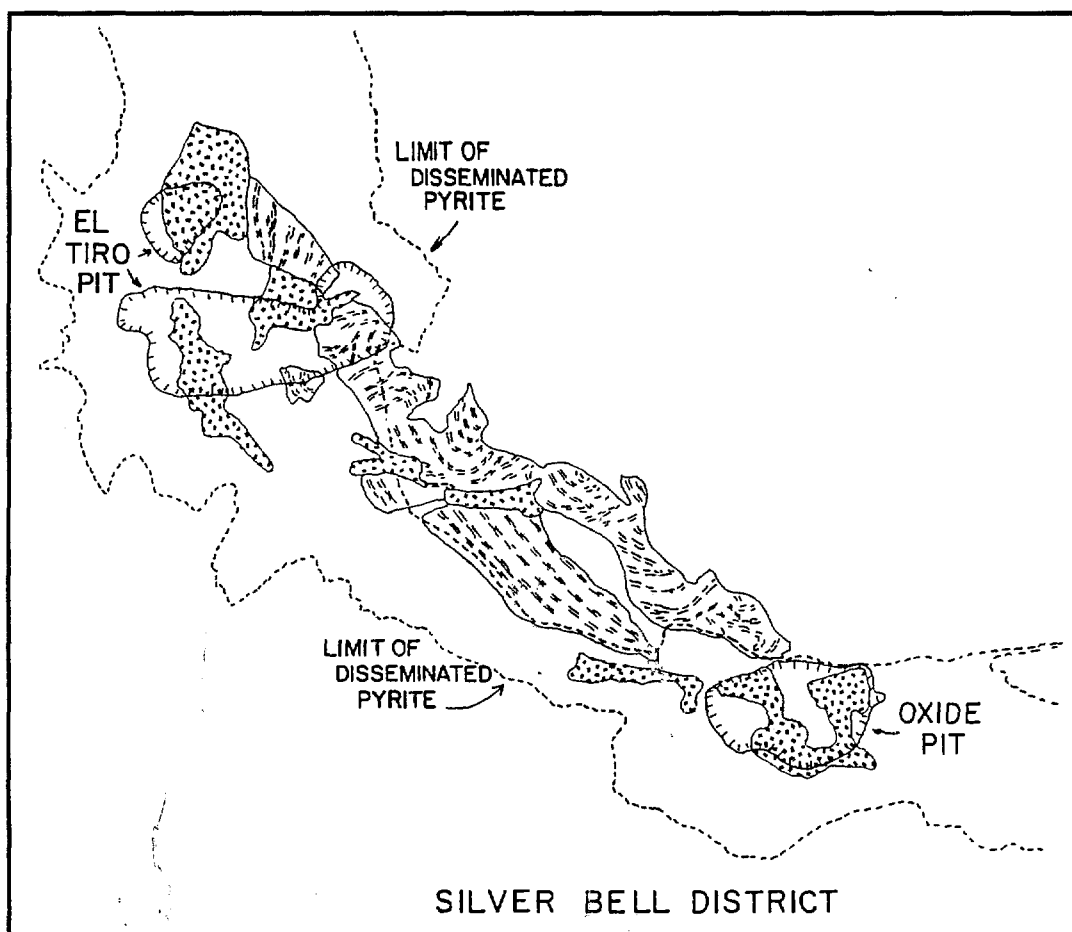 LIMIT OF
DISSEMINATED
PYRITE
EL
TIRO
PIT
LIMIT OF
DISSEMINATED
PYRITE
OXIDE
PIT
SILVER BELL DISTRICT